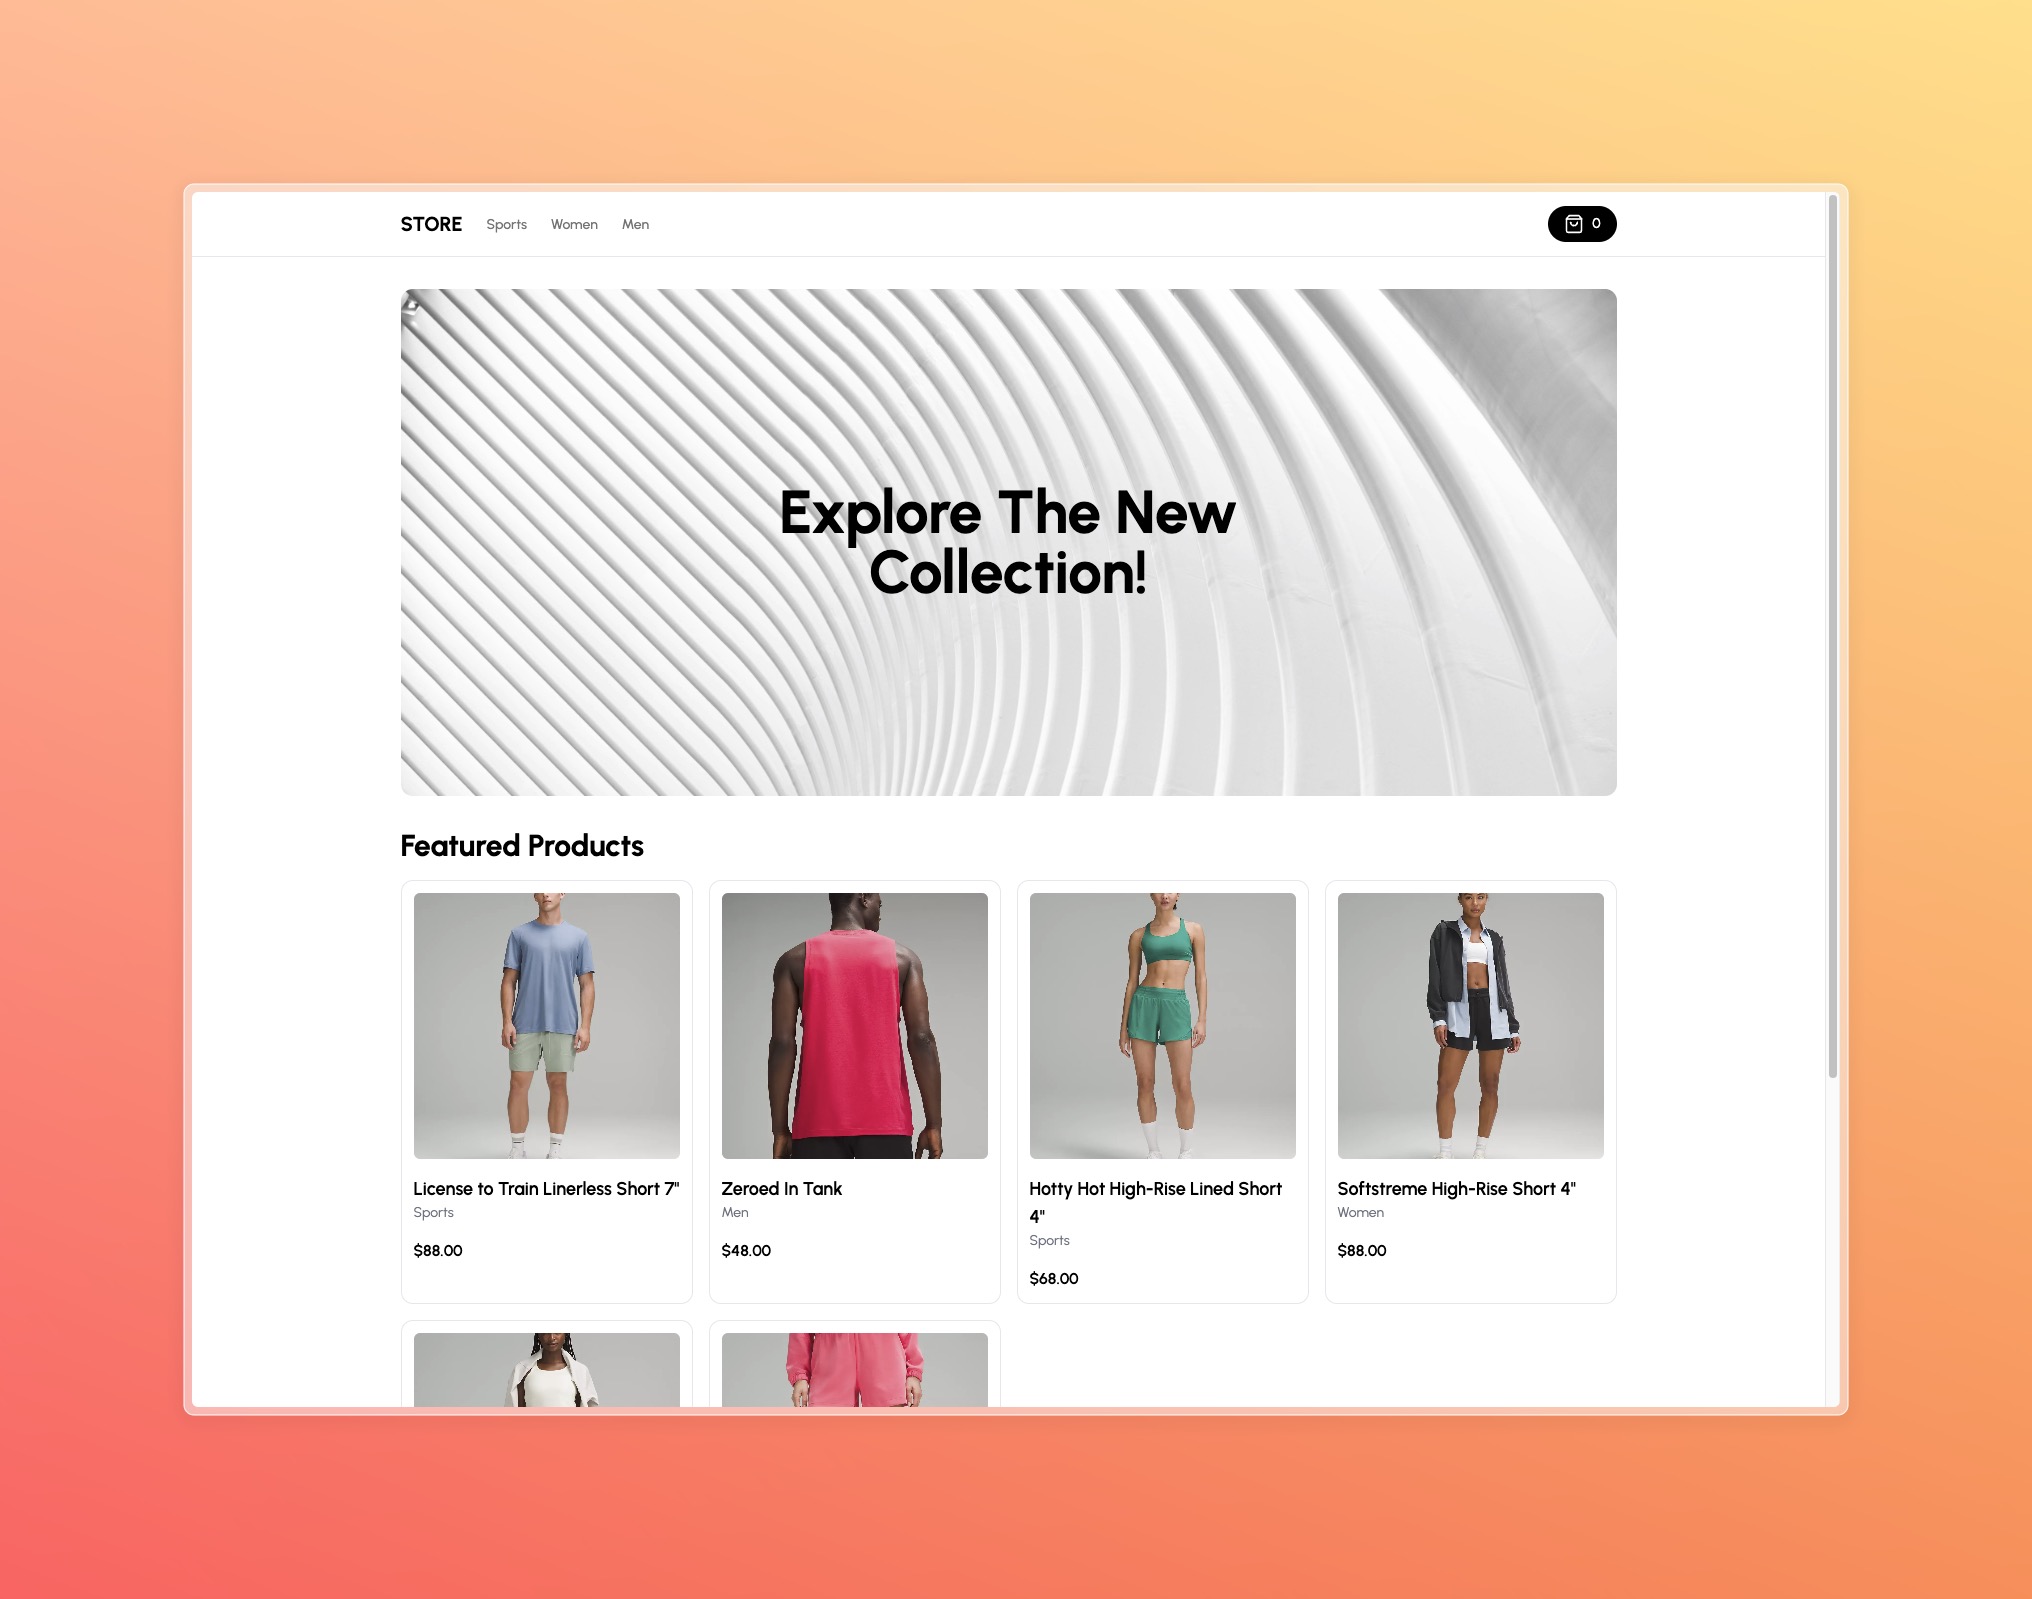 STORE Sports Women Men 0
Explore The New
Collection!
Featured Products
License to Train Linerless Short 7"
Sports
$88.00
Zeroed In Tank
Men
$48.00
Hotty Hot High-Rise Lined Short
4"
Sports
$68.00
Softstreme High-Rise Short 4"
Women
$88.00